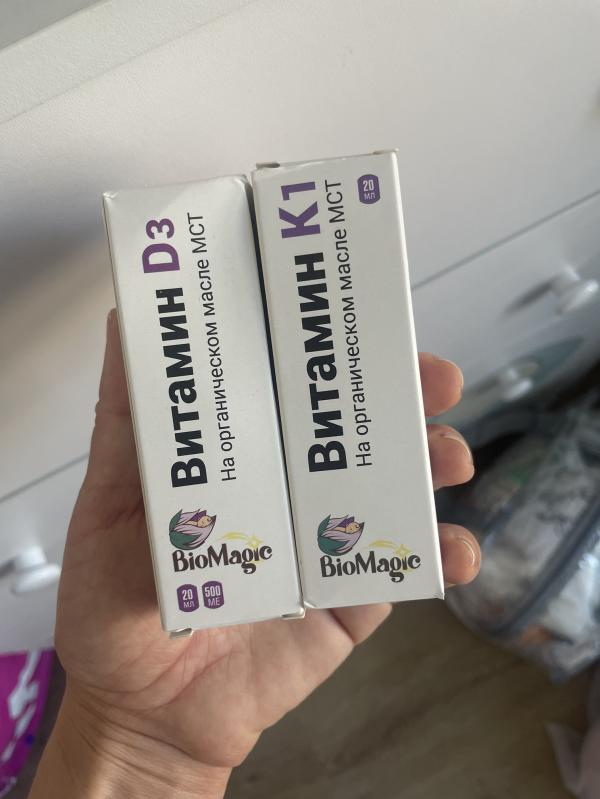 Витамин D3
На органическом масле МСТ
BioMagic
20
МЛ
500
МЕ
Витамин K1
На органическом масле МСТ
20
МЛ
BioMagic